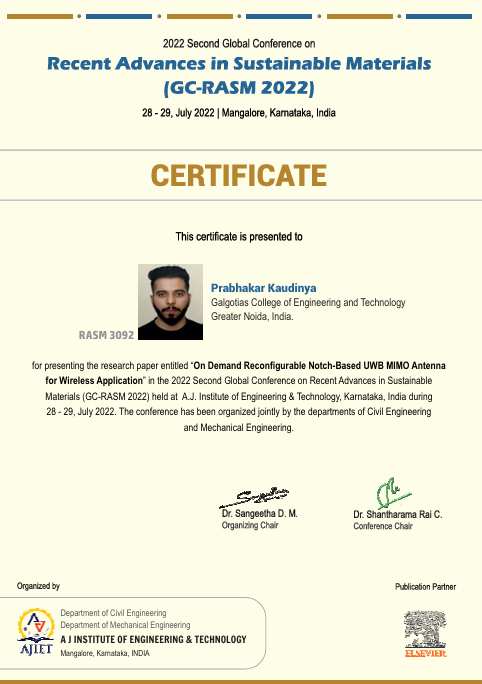 2022 Second Global Conference on
Recent Advances in Sustainable Materials
(GC-RASM 2022)
28 - 29, July 2022 | Mangalore, Karnataka, India
CERTIFICATE
This certificate is presented to
Prabhakar Kaudinya
Galgotias College of Engineering and Technology
Greater Noida, India.
RASM 3092
for presenting the research paper entitled “On Demand Reconfigurable Notch-Based UWB MIMO Antenna
for Wireless Application” in the 2022 Second Global Conference on Recent Advances in Sustainable
Materials (GC-RASM 2022) held at A.J. Institute of Engineering & Technology, Karnataka, India during
28 - 29, July 2022. The conference has been organized jointly by the departments of Civil Engineering
and Mechanical Engineering.
Dr. Sangeetha D. M.
Organizing Chair
Dr. Shantharama Rai C.
Conference Chair
Organized by
Publication Partner
Department of Civil Engineering
Department of Mechanical Engineering
A J INSTITUTE OF ENGINEERING & TECHNOLOGY
Mangalore, Karnataka, INDIA
AJIET
ELSEVIER